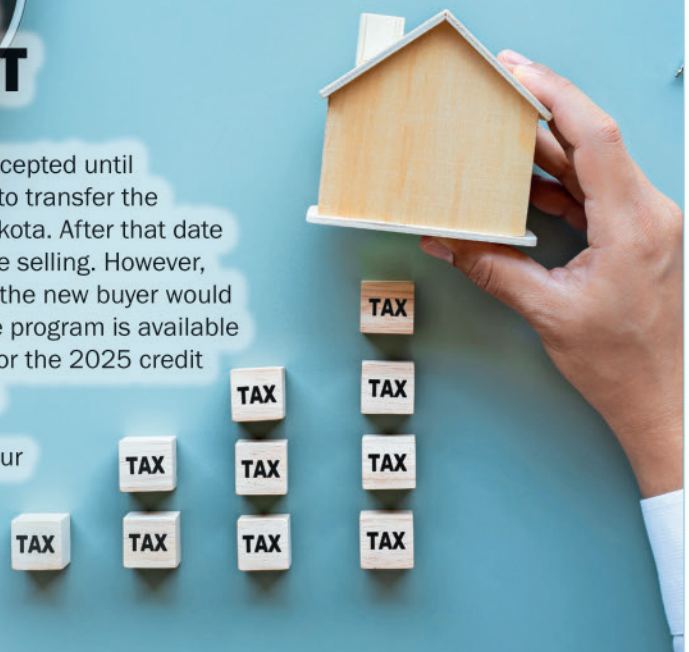 T
cepted until
to transfer the
kota. After that date
e selling. However,
the new buyer would
e program is available
or the 2025 credit
ur
TAX
TAX TAX
TAX TAX TAX
TAX TAX TAX TAX